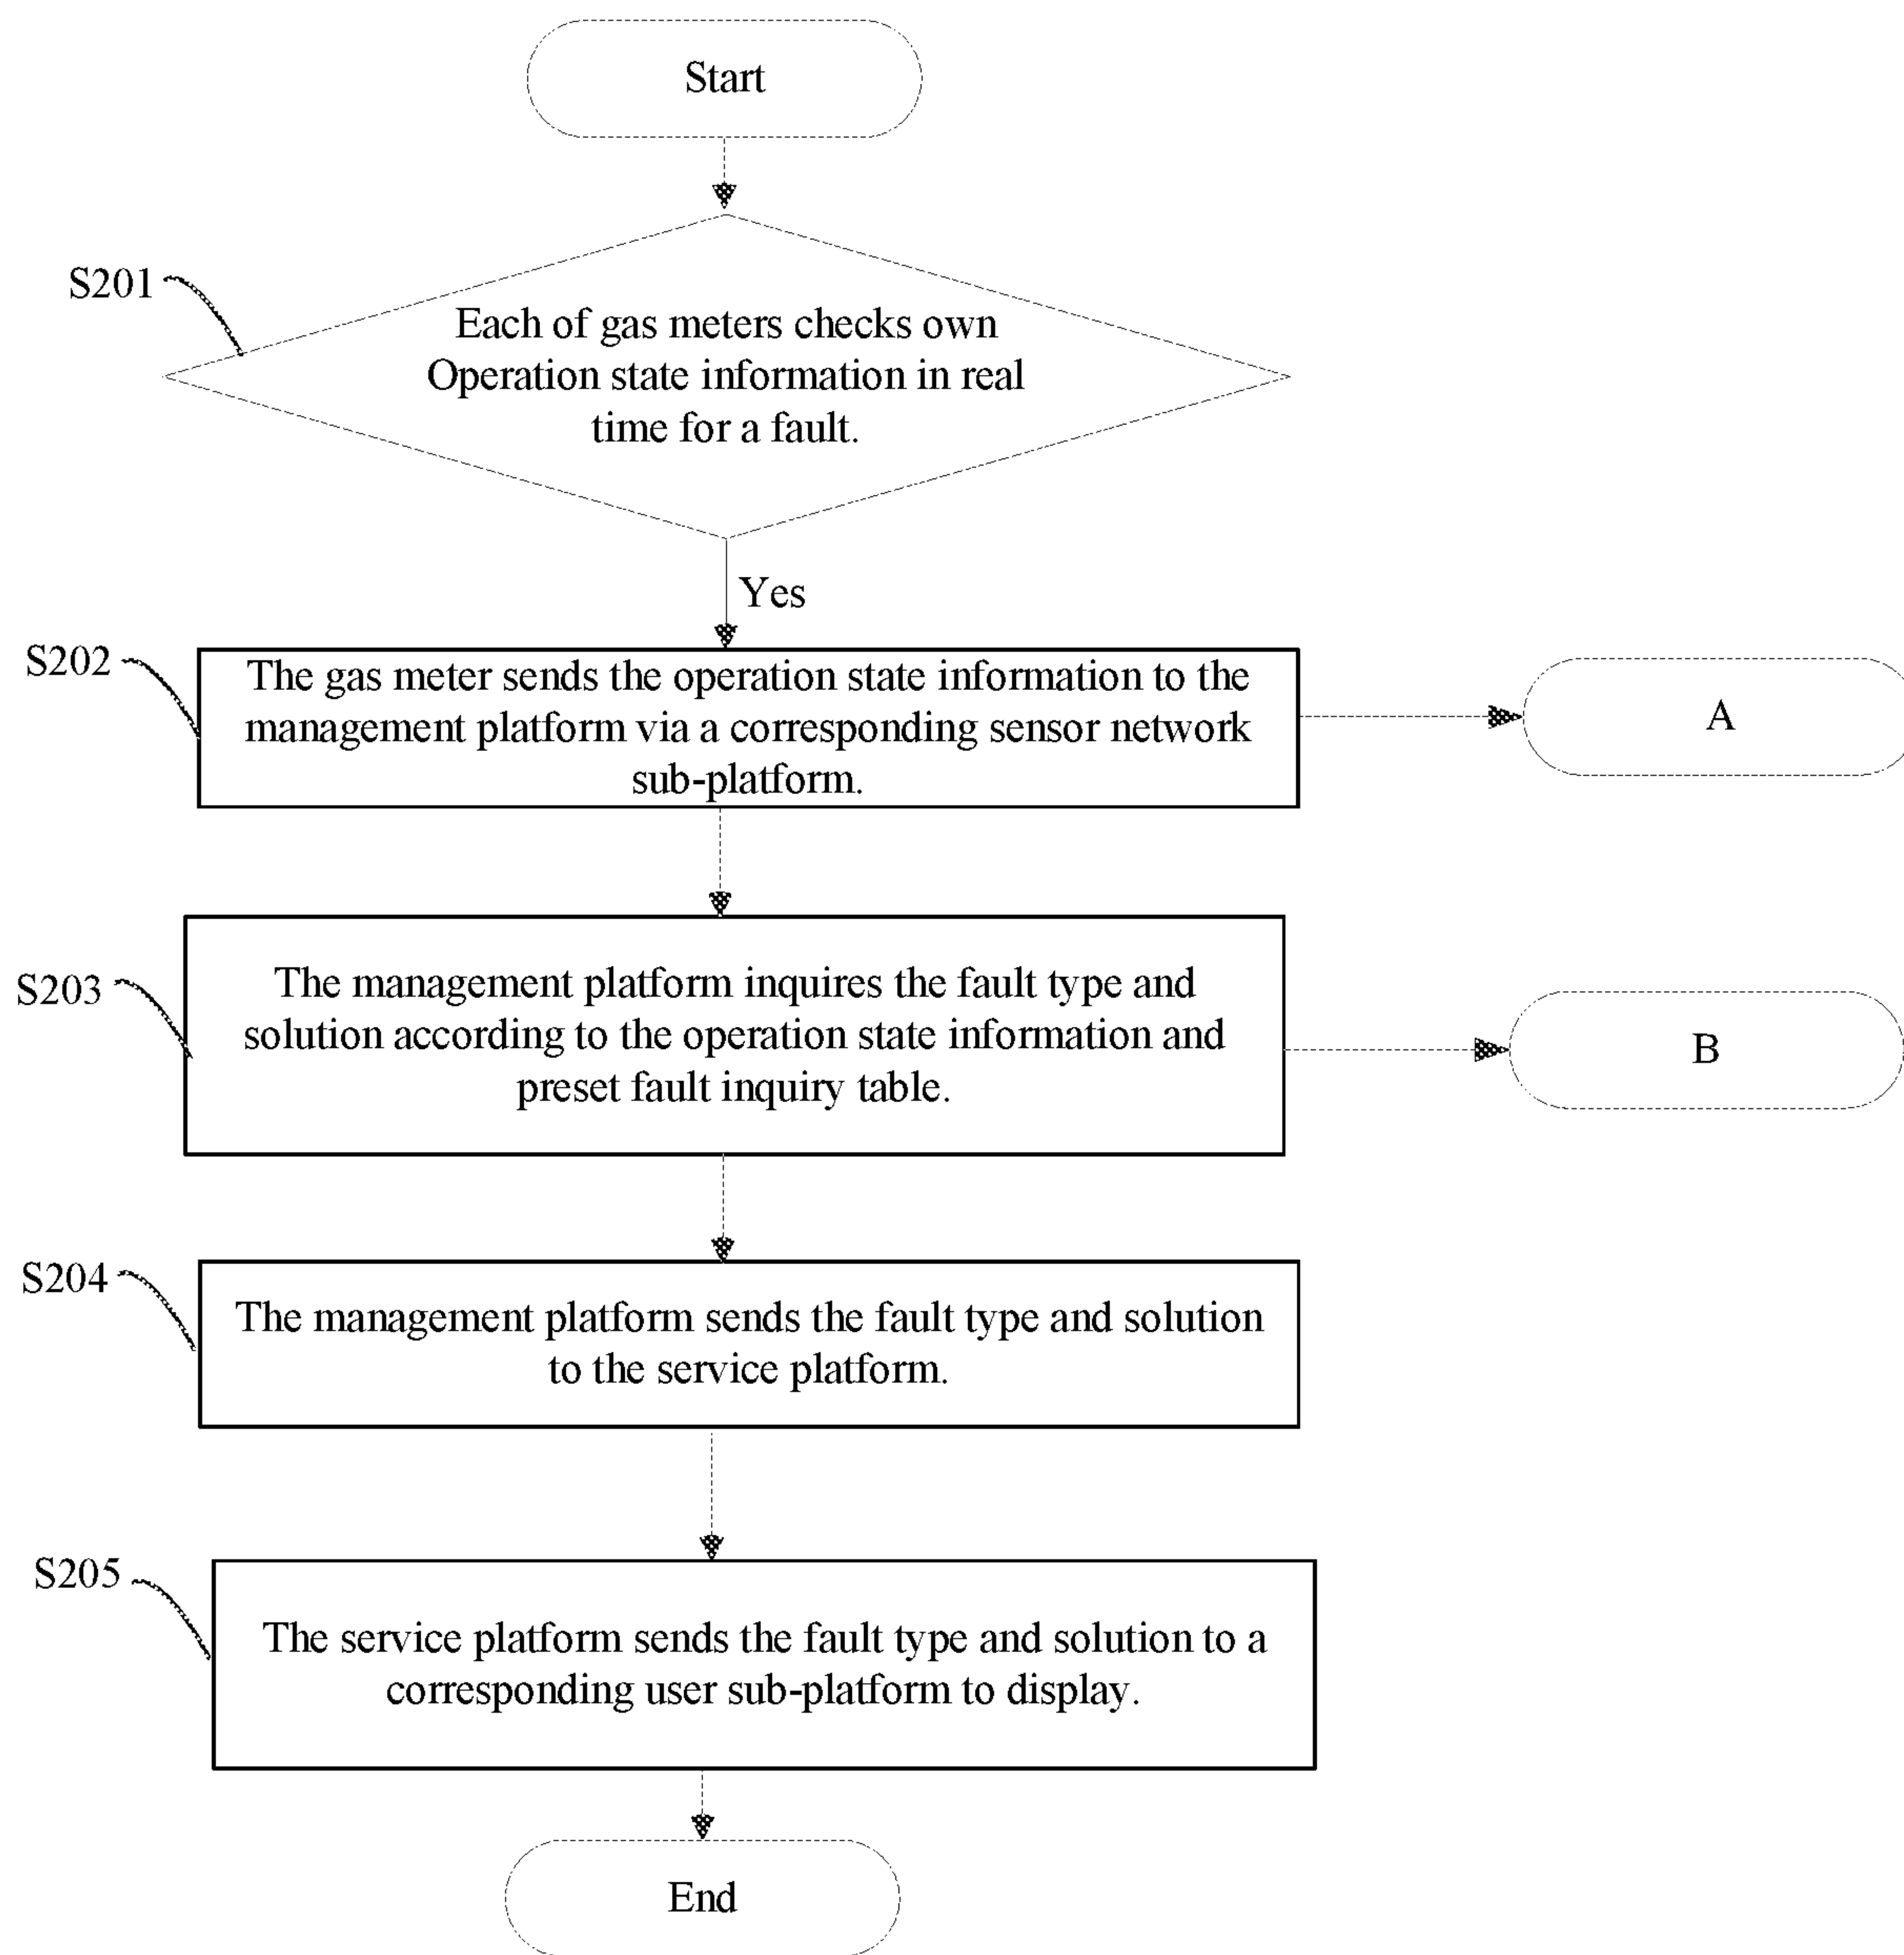 Start
S201
Each of gas meters checks own
Operation state information in real
time for a fault.
Yes
S202
The gas meter sends the operation state information to the
management platform via a corresponding sensor network
sub-platform.
A
S203
The management platform inquires the fault type and
solution according to the operation state information and
preset fault inquiry table.
B
S204
The management platform sends the fault type and solution
to the service platform.
S205
The service platform sends the fault type and solution to a
corresponding user sub-platform to display.
End